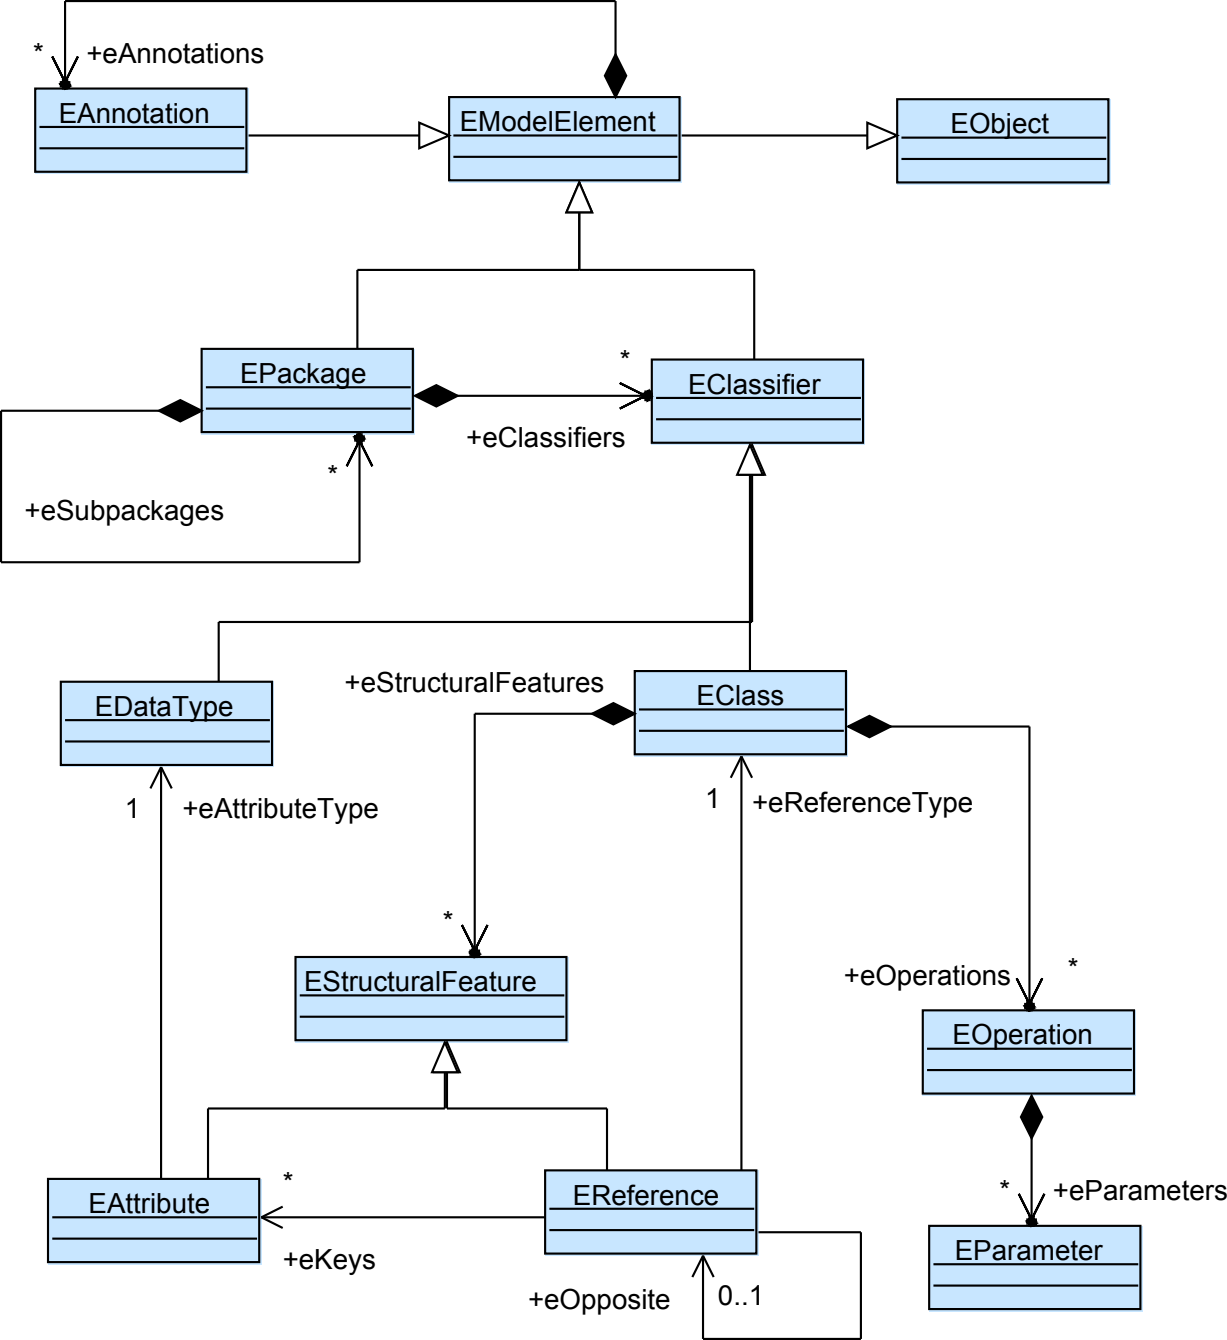 *
+eAnnotations
EAnnotation
EModelElement
EObject
EPackage
*
EClassifier
+eClassifiers
*
+eSubpackages
+eStructuralFeatures
EClass
EDataType
1
+eAttributeType
1
+eReferenceType
*
EStructuralFeature
+eOperations
*
EOperation
*
EAttribute
EReference
*
+eParameters
+eKeys
EParameter
+eOpposite
0..1